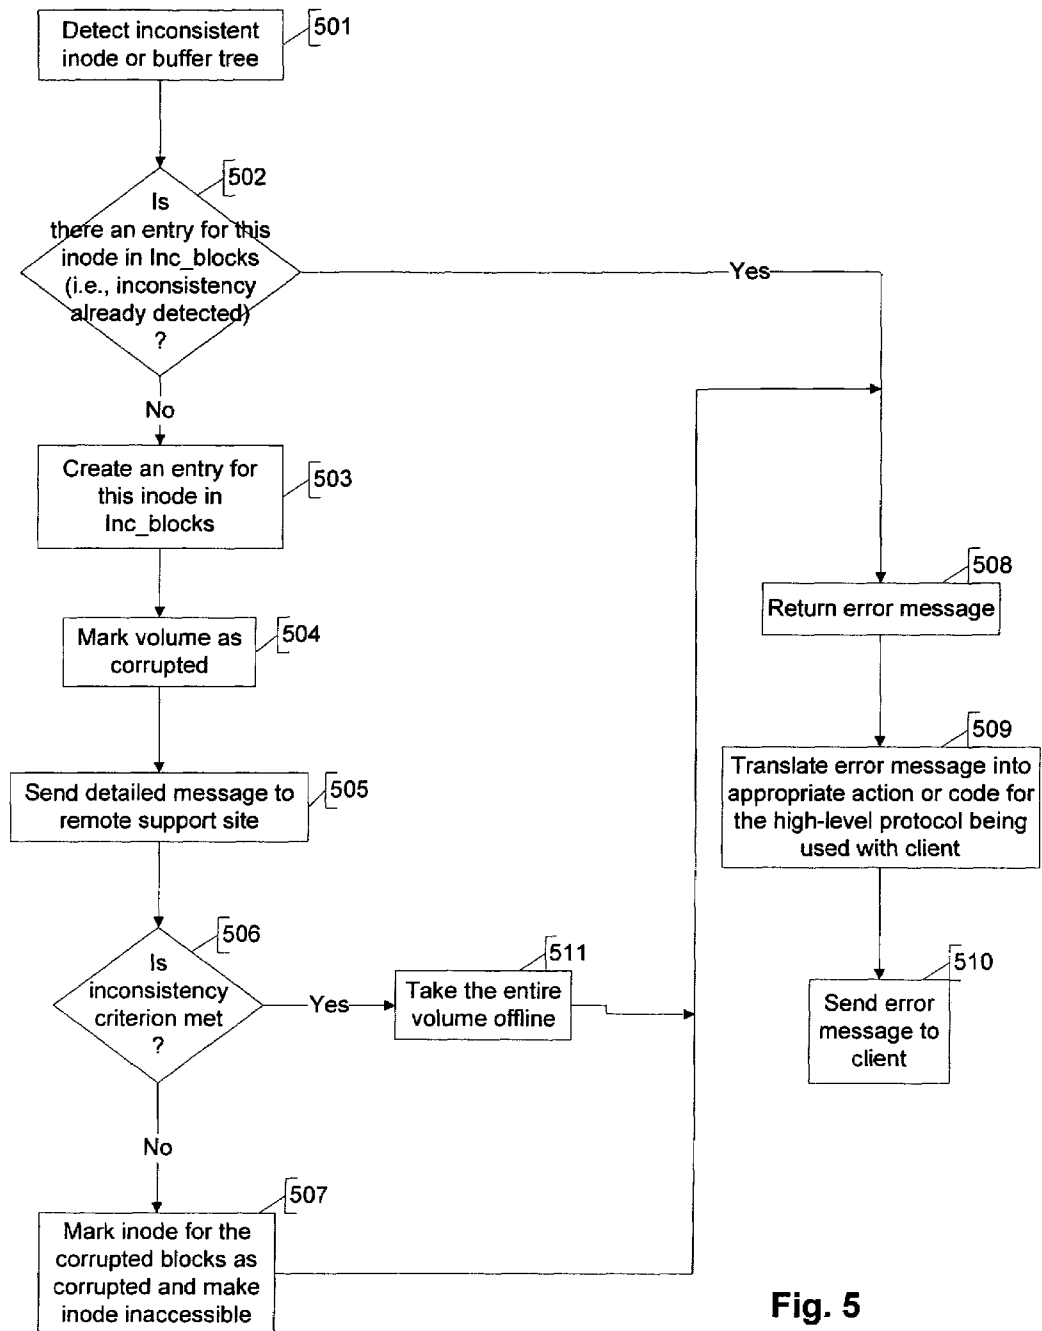 Detect inconsistent
inode or buffer tree
501
502
Is
there an entry for this
inode in Inc_blocks
(i.e., inconsistency
already detected)
?
Yes
No
Create an entry for
this inode in
Inc_blocks
503
Mark volume as
corrupted
504
Send detailed message to
remote support site
505
506
Is
inconsistency
criterion met
?
Yes
511
Take the entire
volume offline
No
507
Mark inode for the
corrupted blocks as
corrupted and make
inode inaccessible
508
Return error message
509
Translate error message into
appropriate action or code for
the high-level protocol being
used with client
510
Send error
message to
client
Fig. 5